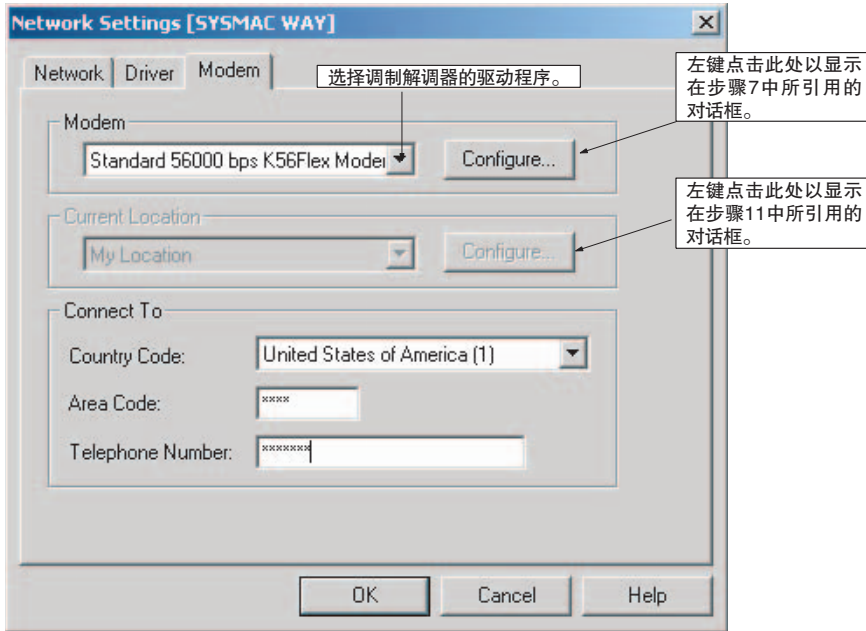 Network Settings [SYSMAC WAY]
Network
Driver
Modem
选择调制解调器的驱动程序。
左键点击此处以显示
在步骤7中所引用的
对话框。
Modem
Standard 56000 bps K56Flex
Configure...
左键点击此处以显示
在步骤11中所引用的
对话框。
Current Location
My Location
Configure...
Connect To
Country Code:
United States of America (1)
Area Code:
****
Telephone Number:
*******
OK
Cancel
Help